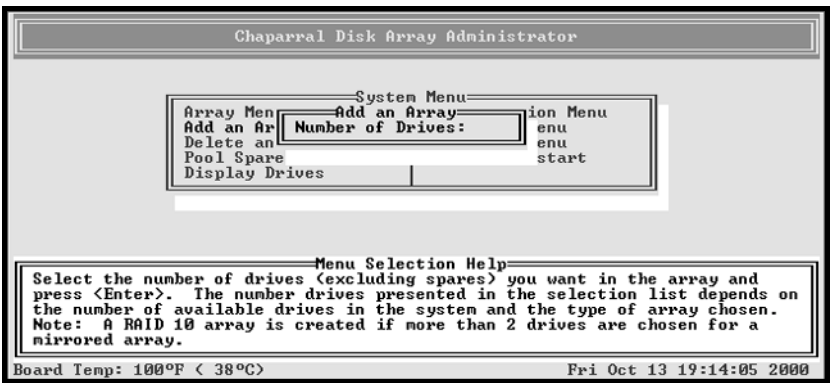 Chaparral Disk Array Administrator
System Menu
Array Men
Add an Array
ion Menu
Add an Ar
Number of Drives:
enu
Delete an
enu
Pool Spare
start
Display Drives
Menu Selection Help
Select the number of drives (excluding spares) you want in the array and
press <Enter>. The number drives presented in the selection list depends on
the number of available drives in the system and the type of array chosen.
Note: A RAID 10 array is created if more than 2 drives are chosen for a
mirrored array.
Board Temp: 100ºF ( 38ºC)
Fri Oct 13 19:14:05 2000